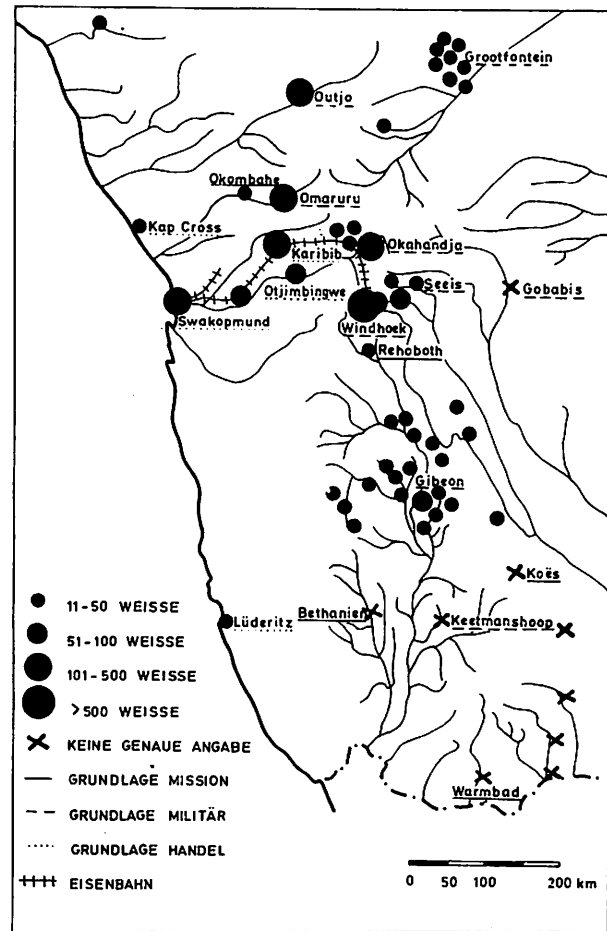 Grootfontein
Outjo
Okombahe
Omaruru
Kap Cross
Karibib
Okahandja
Otjimbingwe
Seeis
Gobabis
Swakopmund
Windhoek
Rehoboth
Gibeon
Koës
Bethanien
Keetmanshoop
Lüderitz
Warmbad
11-50 WEISSE
51-100 WEISSE
101-500 WEISSE
>500 WEISSE
KEINE GENAUE ANGABE
GRUNDLAGE MISSION
GRUNDLAGE MILITÄR
GRUNDLAGE HANDEL
EISENBAHN
0 50 100 200 km